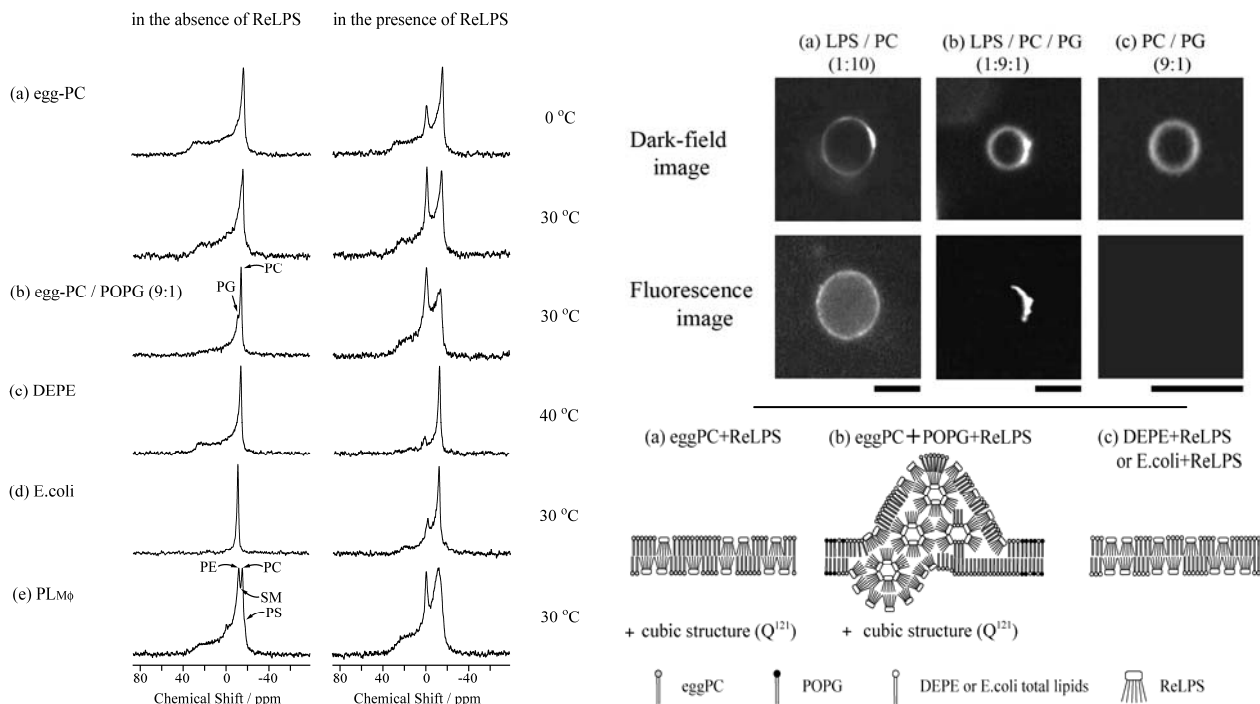 in the absence of ReLPS
in the presence of ReLPS
(a) egg-PC
0 °C
30 °C
(b) egg-PC / POPG (9:1)
PG
PC
30 °C
(c) DEPE
40 °C
(d) E.coli
30 °C
(e) PLMϕ
PE
PC
SM
PS
30 °C
80 40 0 -40
80 40 0 -40
Chemical Shift / ppm
Chemical Shift / ppm
(a) LPS / PC
(1:10)
(b) LPS / PC / PG
(1:9:1)
(c) PC / PG
(9:1)
Dark-field
image
Fluorescence
image
(a) eggPC+ReLPS
(b) eggPC+POPG+ReLPS
(c) DEPE+ReLPS
or E.coli+ReLPS
+ cubic structure (Q¹²¹)
+ cubic structure (Q¹²¹)
eggPC
POPG
DEPE or E.coli total lipids
ReLPS